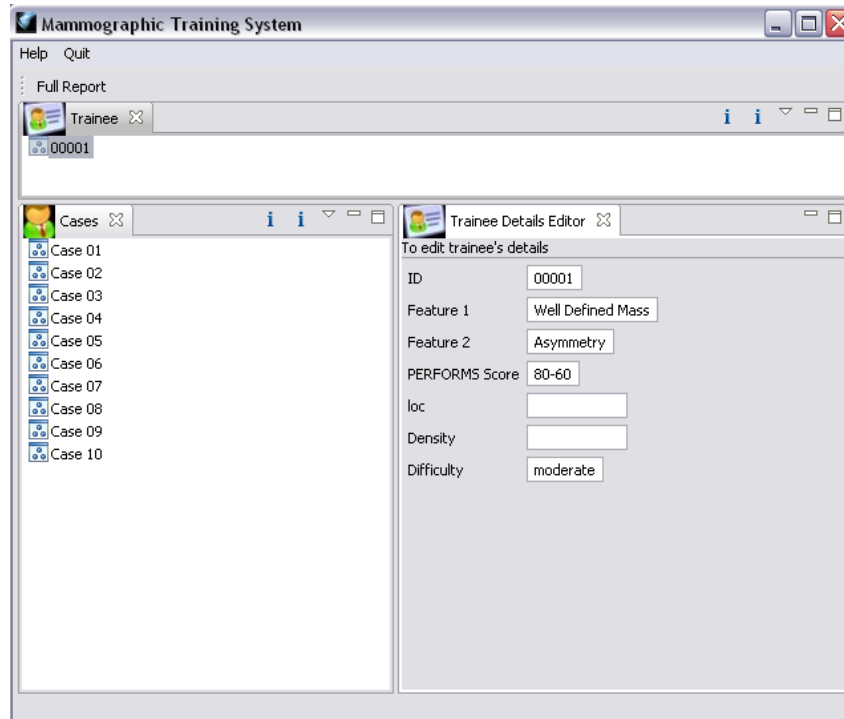 Mammographic Training System
Help Quit
Full Report
Trainee
i i
00001
Cases
i i
Case 01
Case 02
Case 03
Case 04
Case 05
Case 06
Case 07
Case 08
Case 09
Case 10
Trainee Details Editor
To edit trainee's details
ID 00001
Feature 1 Well Defined Mass
Feature 2 Asymmetry
PERFORMS Score 80-60
loc
Density
Difficulty moderate